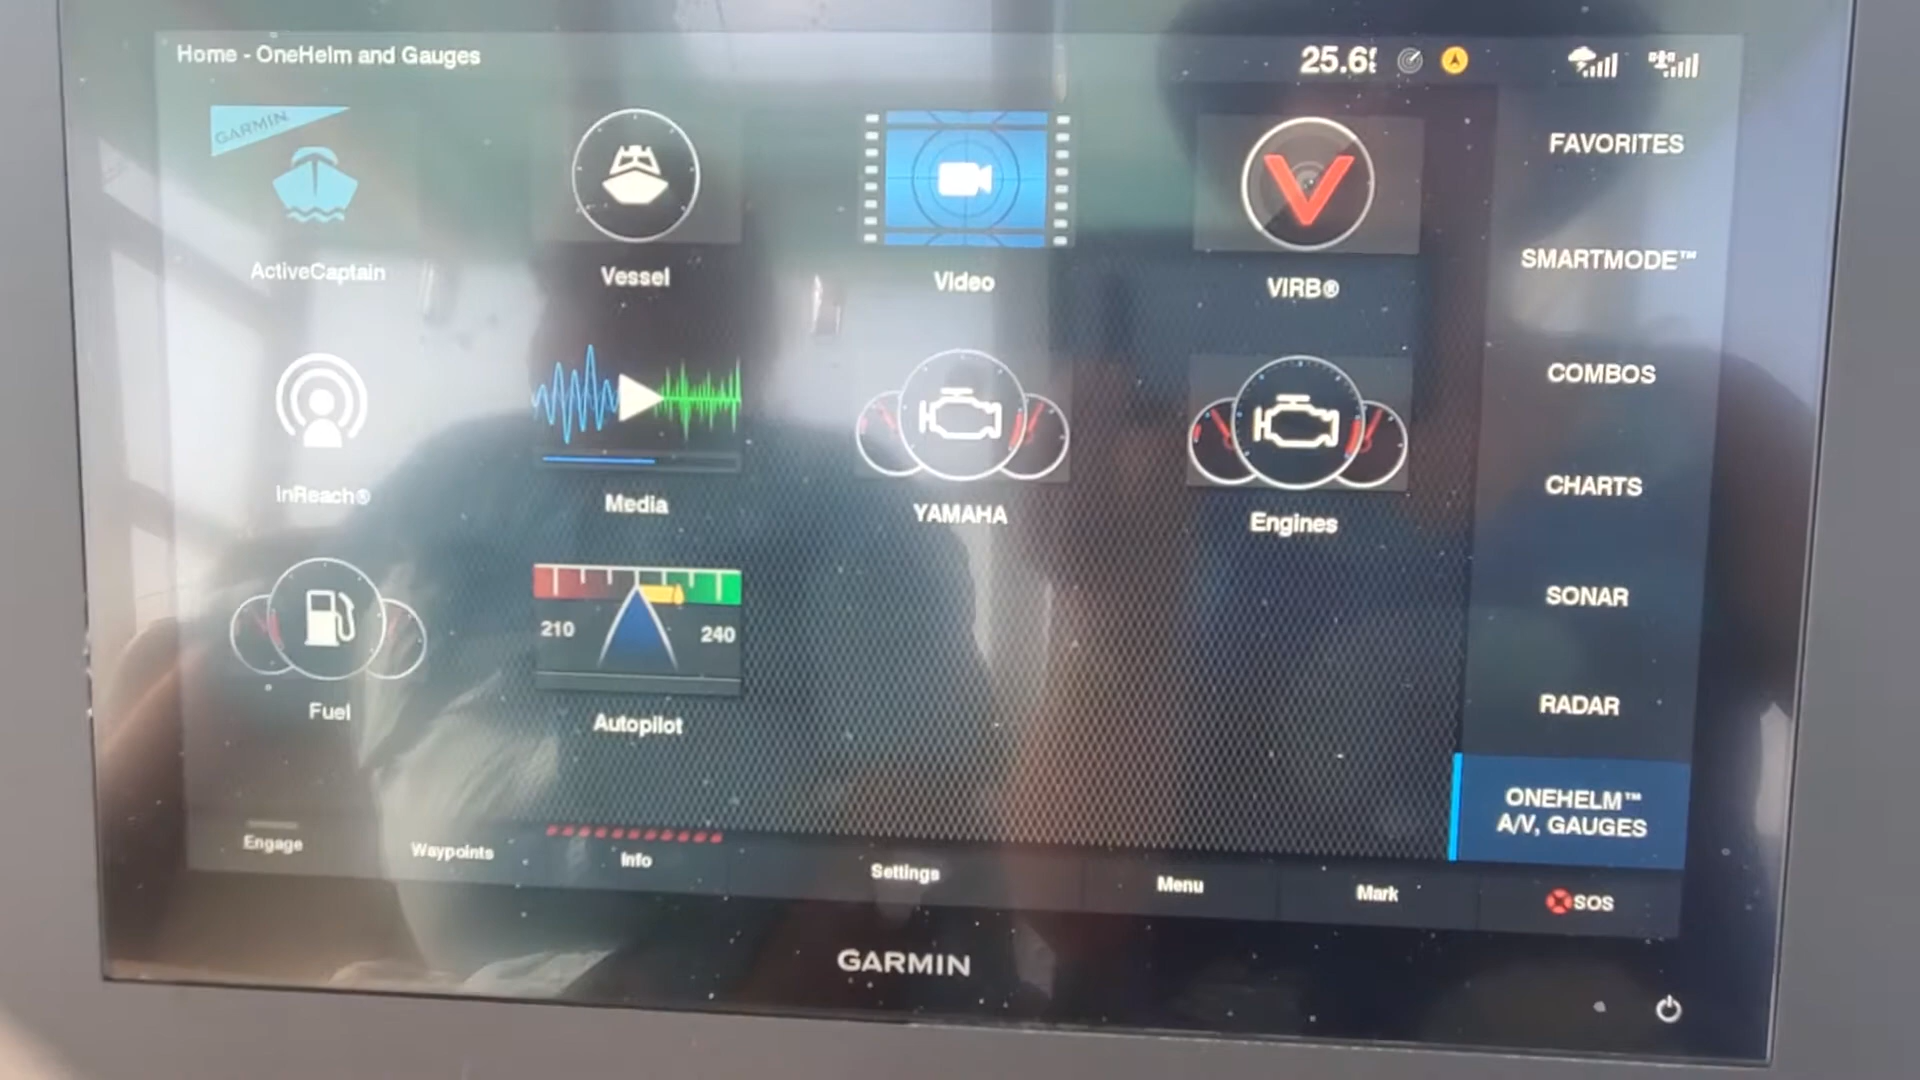 Home - OneHelm and Gauges
25.6ft
GARMIN
ActiveCaptain
Vessel
Video
VIRB®
InReach®
Media
YAMAHA
Engines
210
240
Fuel
Autopilot
FAVORITES
SMARTMODE™
COMBOS
CHARTS
SONAR
RADAR
ONEHELM™
A/V, GAUGES
Engage
Waypoints
Info
Settings
Menu
Mark
SOS
GARMIN